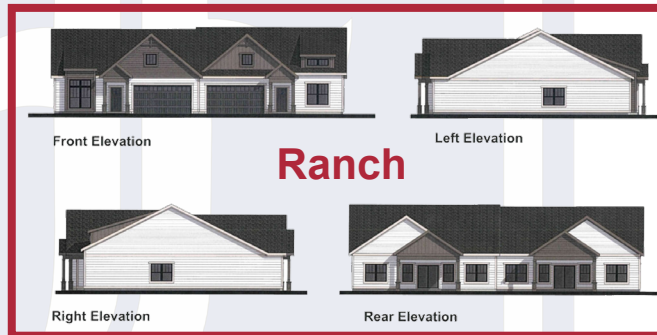 Front Elevation
Left Elevation
Ranch
Right Elevation
Rear Elevation